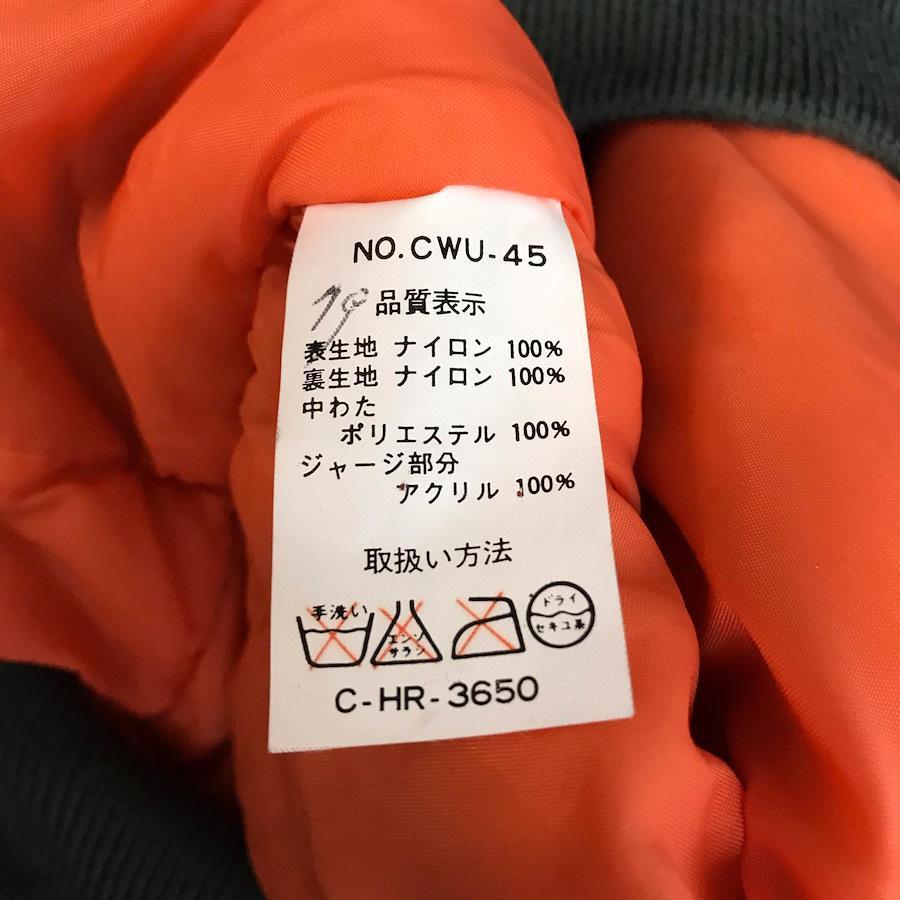 NO. CWU-45
品質表示
表生地 ナイロン 100%
裏生地 ナイロン 100%
中わた
ポリエステル 100%
ジャージ部分
アクリル 100%
取扱い方法
手洗い
エンソ
サラシ
ドライ
セキユ系
C-HR-3650